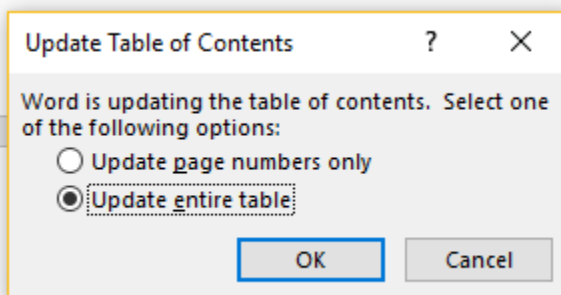 Update Table of Contents ?
Word is updating the table of contents. Select one
of the following options:
Update page numbers only
Update entire table
OK Cancel